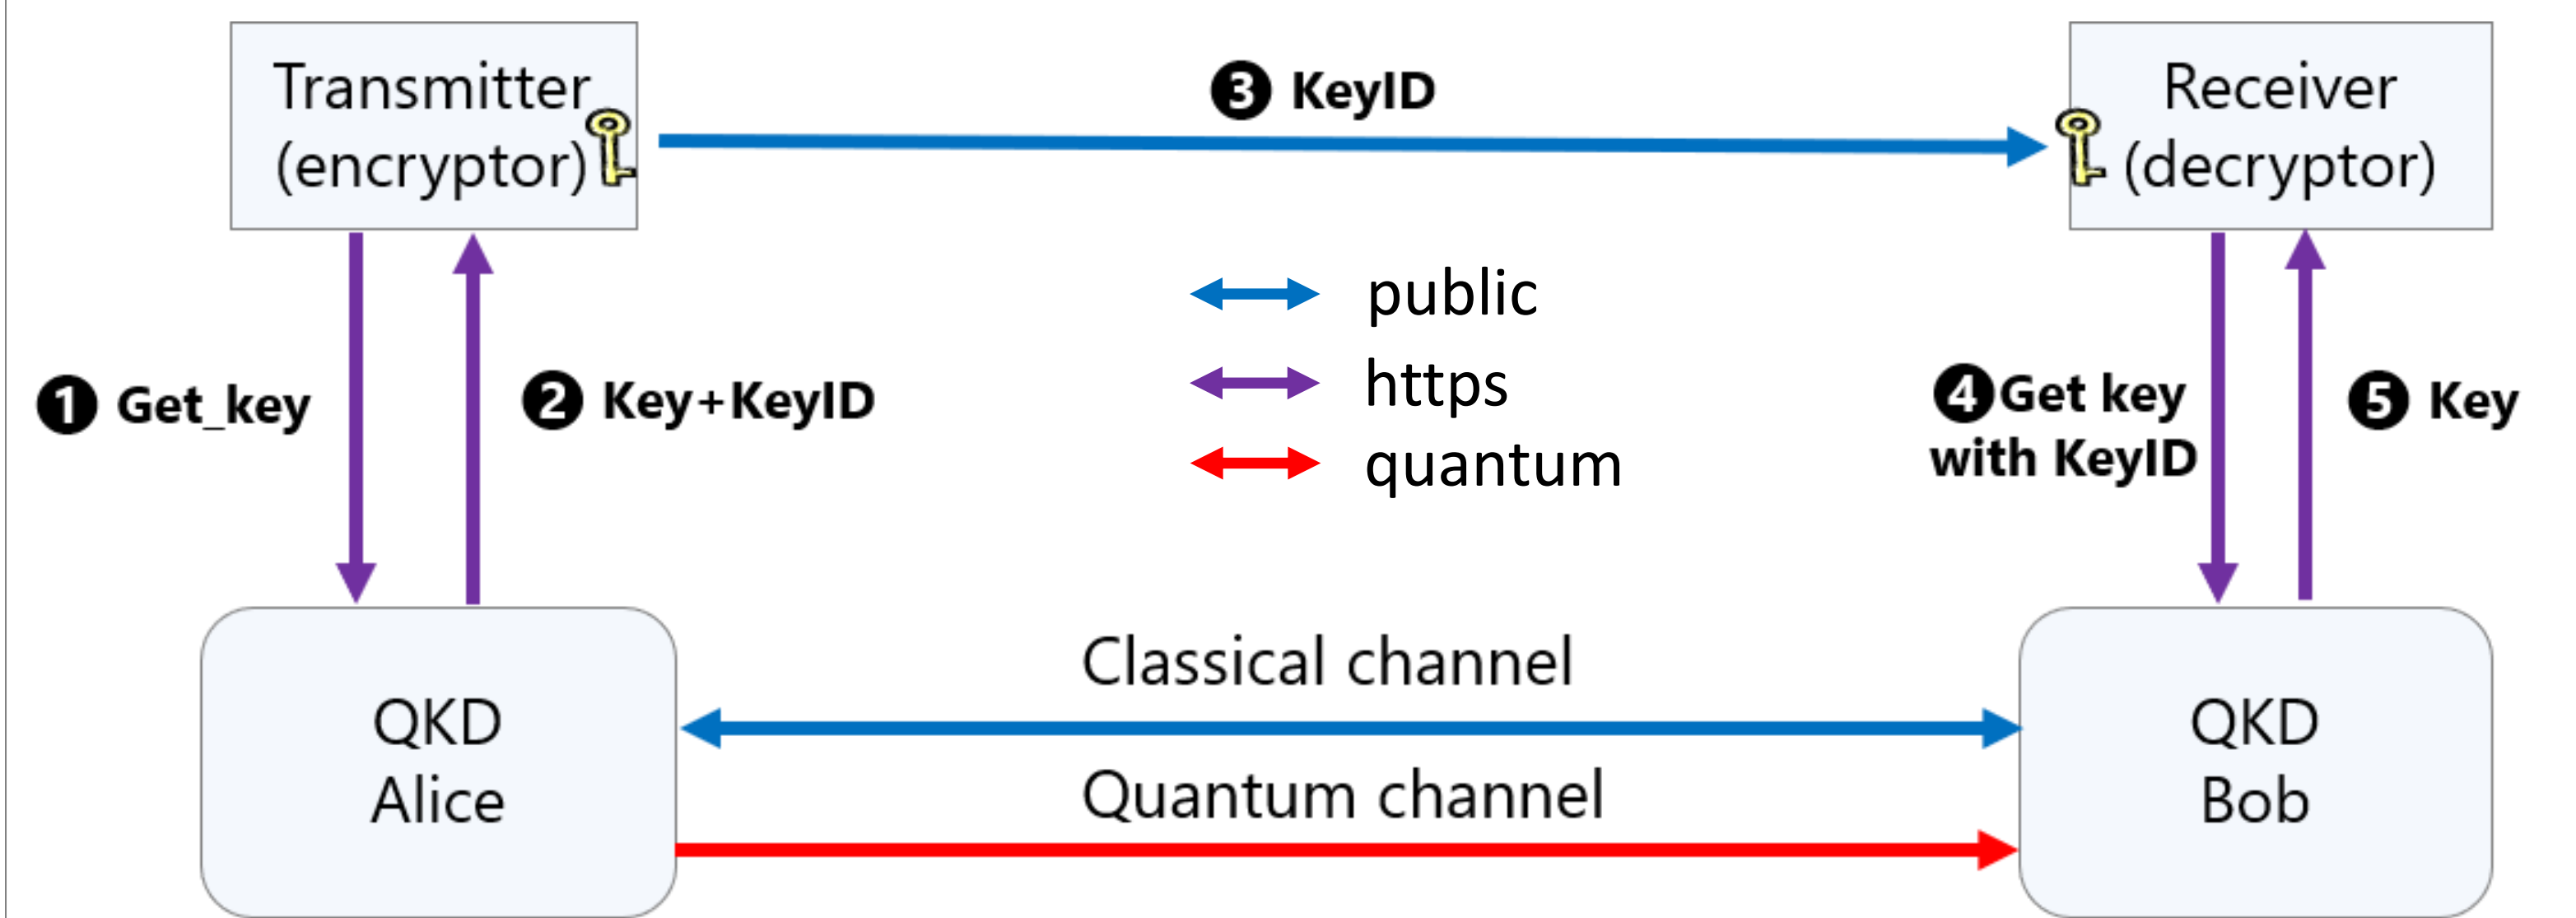 Transmitter
(encryptor)
❸ KeyID
Receiver
(decryptor)
public
https
quantum
❶ Get_key
❷ Key+KeyID
❹Get key
with KeyID
❺ Key
Classical channel
Quantum channel
QKD
Alice
QKD
Bob